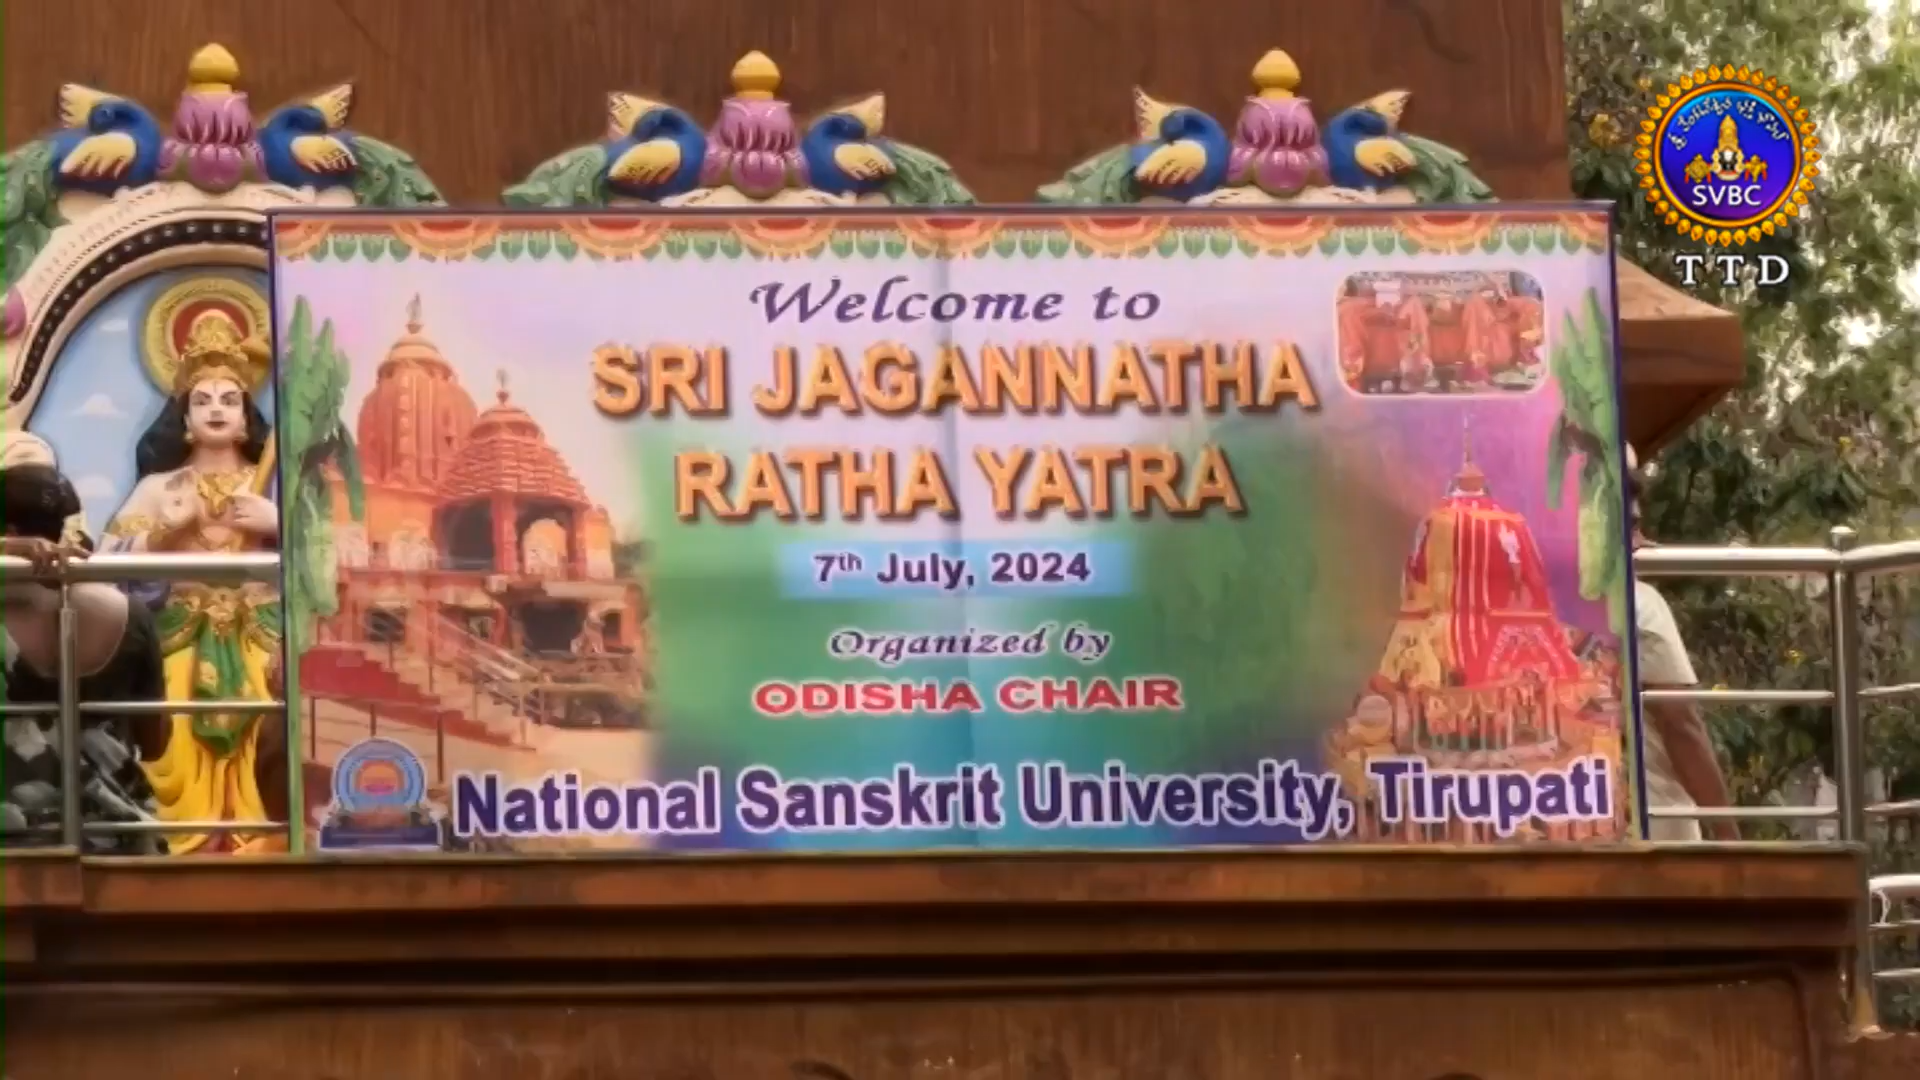 Welcome to
SRI JAGANNATHA
RATHA YATRA
7th July, 2024
Organized by
ODISHA CHAIR
National Sanskrit University, Tirupati
SVBC
TTD